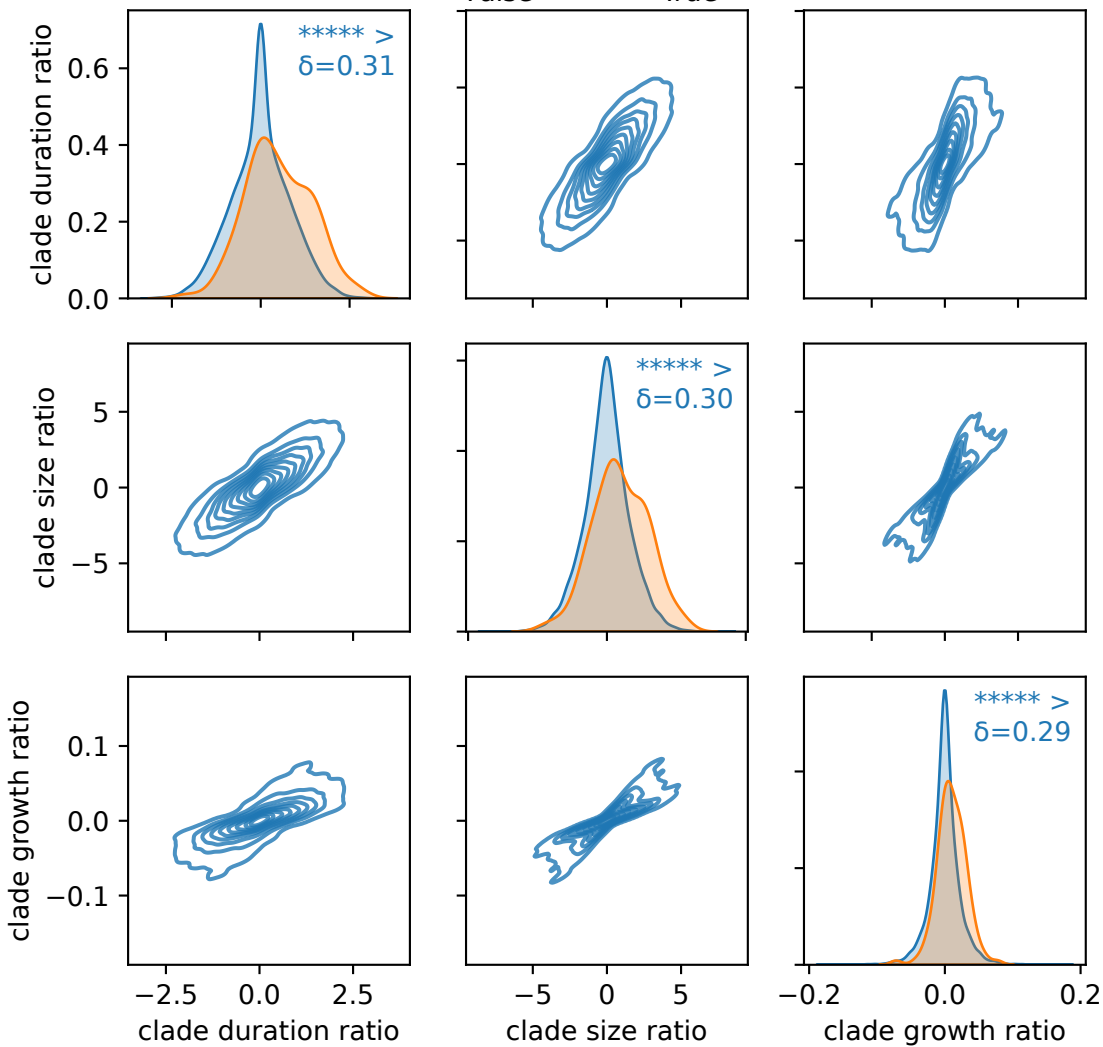 ***** >
δ=0.31
clade duration ratio
0.6
0.4
0.2
0.0
***** >
δ=0.30
clade size ratio
5
0
−5
***** >
δ=0.29
clade growth ratio
0.1
0.0
−0.1
−2.5 0.0 2.5 −5 0 5 −0.2 0.0 0.2
clade duration ratio clade size ratio clade growth ratio